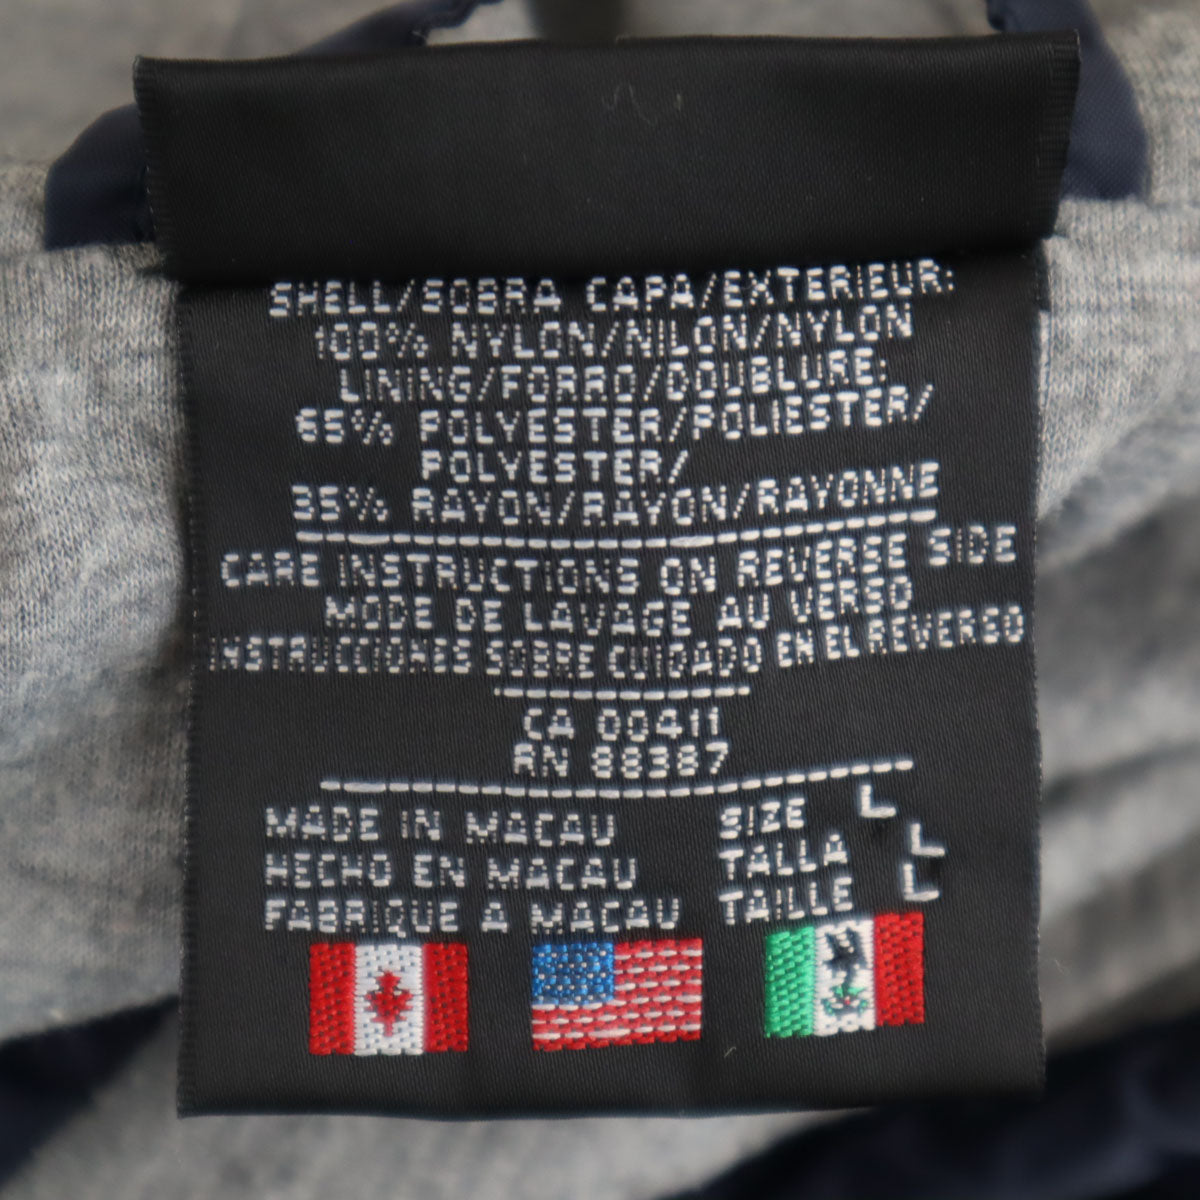 SHELL/SOBRA CAPA/EXTERIEUR:
100% NYLON/NILON/NYLON
LINING/FORRO/DOUBLURE:
65% POLYESTER/POLIESTER/
POLYESTER/
35% RAYON/RAYON/RAYONNE
CARE INSTRUCTIONS ON REVERSE SIDE
MODE DE LAVAGE AU VERSO
INSTRUCCIONES SOBRE CUIDADO EN EL REWERSO
CA 00411
RN 88387
MADE IN MACAU SIZE L
HECHO EN MACAU TALLA L
FABRIQUE A MACAU TAILLE L